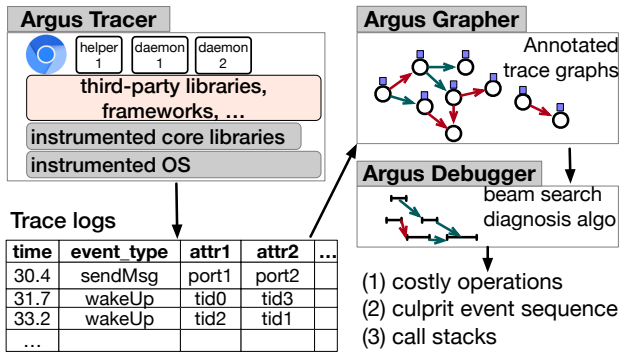 Argus Tracer
helper 1
daemon 1
daemon 2
third-party libraries,
frameworks, …
instrumented core libraries
instrumented OS
Trace logs
time event_type attr1 attr2 ...
30.4 sendMsg port1 port2
31.7 wakeUp tid0 tid3
33.2 wakeUp tid2 tid1
...
Argus Grapher
Annotated
trace graphs
Argus Debugger
beam search
diagnosis algo
(1) costly operations
(2) culprit event sequence
(3) call stacks